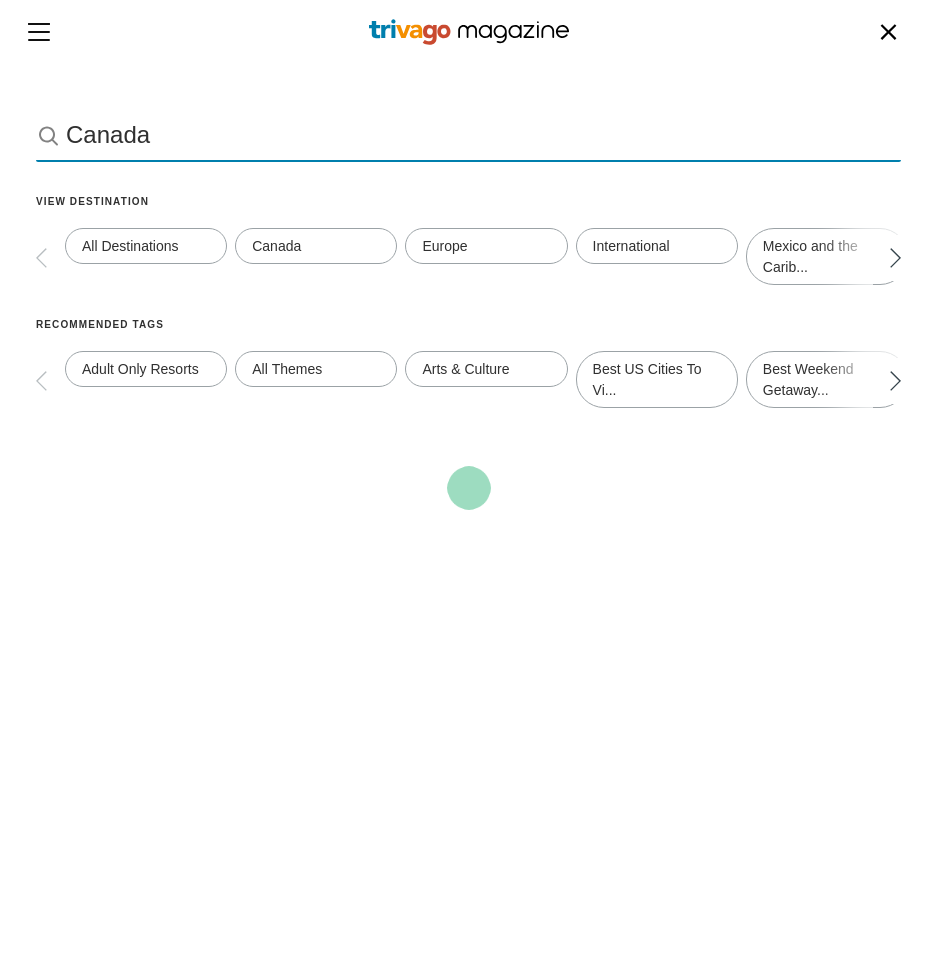 trivago magazine
Canada
VIEW DESTINATION
All Destinations
Canada
Europe
International
Mexico and the
Carib...
RECOMMENDED TAGS
Adult Only Resorts
All Themes
Arts & Culture
Best US Cities To
Vi...
Best Weekend
Getaway...